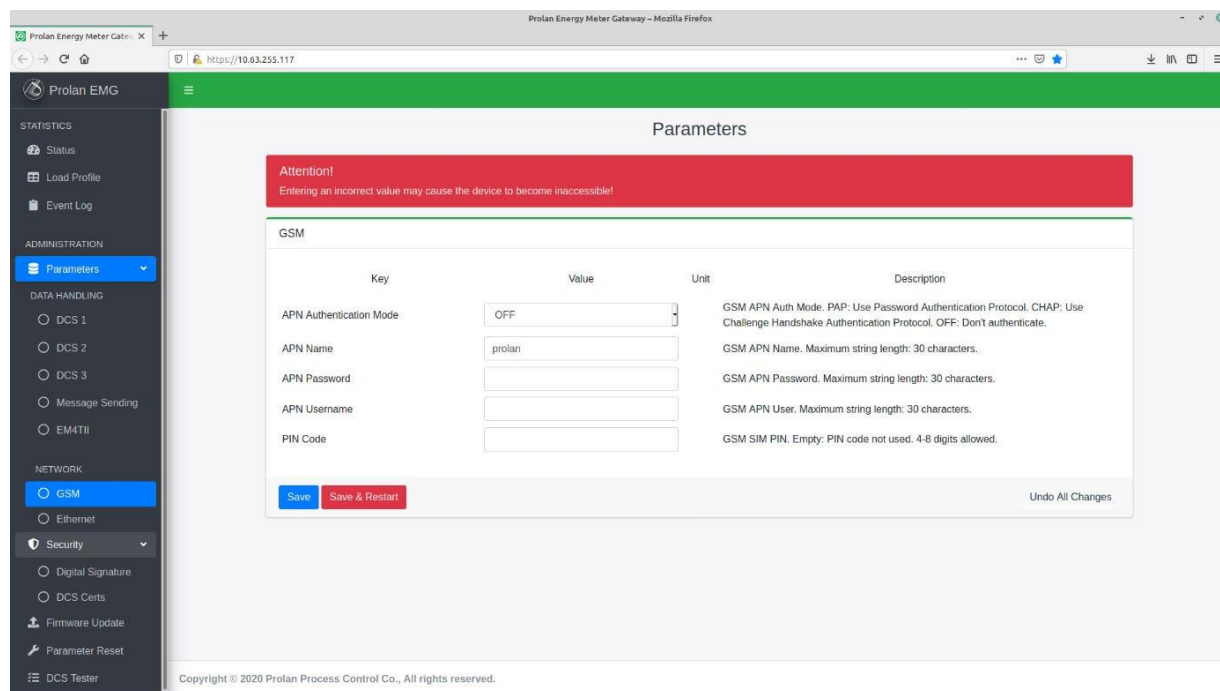 Prolan Energy Meter Gateway – Mozilla Firefox
Prolan Energy Meter Gate
https://10.63.255.117
Prolan EMG
STATISTICS
Status
Load Profile
Event Log
ADMINISTRATION
Parameters
DATA HANDLING
DCS 1
DCS 2
DCS 3
Message Sending
EM4TII
NETWORK
GSM
Ethernet
Security
Digital Signature
DCS Certs
Firmware Update
Parameter Reset
DCS Tester
Parameters
Attention!
Entering an incorrect value may cause the device to become inaccessible!
GSM
Key Value Unit Description
APN Authentication Mode OFF GSM APN Auth Mode. PAP: Use Password Authentication Protocol. CHAP: Use
Challenge Handshake Authentication Protocol. OFF: Don't authenticate.
APN Name prolan GSM APN Name. Maximum string length: 30 characters.
APN Password GSM APN Password. Maximum string length: 30 characters.
APN Username GSM APN User. Maximum string length: 30 characters.
PIN Code GSM SIM PIN. Empty: PIN code not used. 4-8 digits allowed.
Save Save & Restart Undo All Changes
Copyright © 2020 Prolan Process Control Co., All rights reserved.